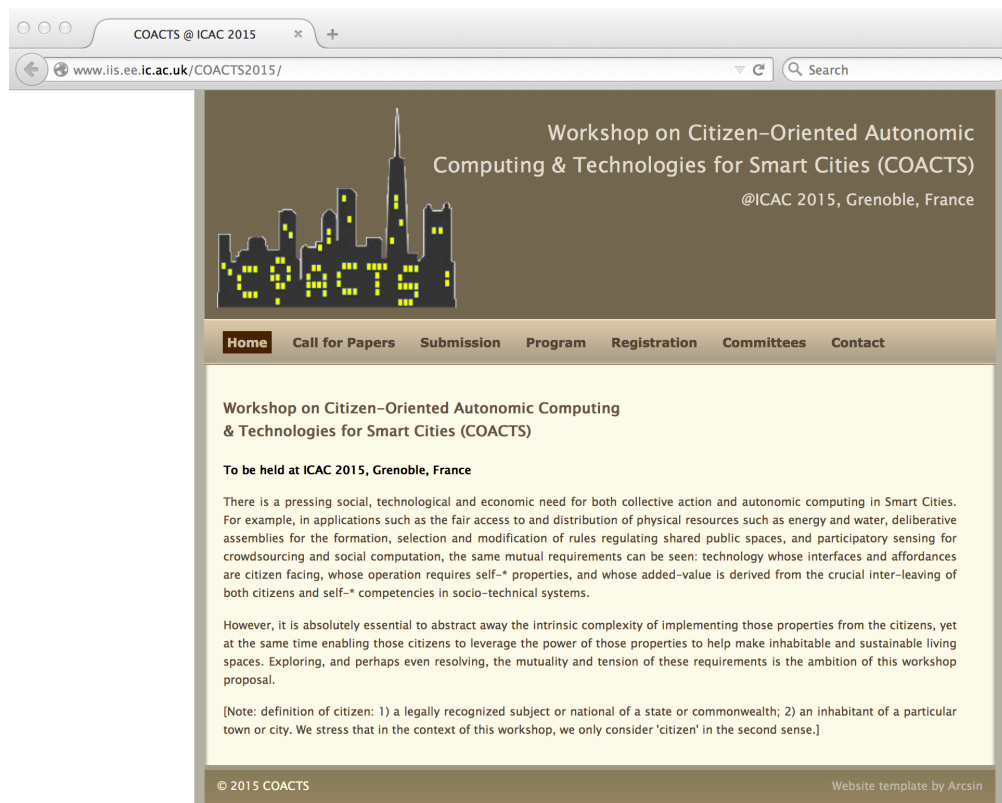 COACTS @ ICAC 2015
www.iis.ee.ic.ac.uk/COACTS2015/
Search
Workshop on Citizen-Oriented Autonomic
Computing & Technologies for Smart Cities (COACTS)
@ICAC 2015, Grenoble, France
COACTS
Home Call for Papers Submission Program Registration Committees Contact
Workshop on Citizen-Oriented Autonomic Computing
& Technologies for Smart Cities (COACTS)
To be held at ICAC 2015, Grenoble, France
There is a pressing social, technological and economic need for both collective action and autonomic computing in Smart Cities.
For example, in applications such as the fair access to and distribution of physical resources such as energy and water, deliberative
assemblies for the formation, selection and modification of rules regulating shared public spaces, and participatory sensing for
crowdsourcing and social computation, the same mutual requirements can be seen: technology whose interfaces and affordances
are citizen facing, whose operation requires self-* properties, and whose added-value is derived from the crucial inter-leaving of
both citizens and self-* competencies in socio-technical systems.
However, it is absolutely essential to abstract away the intrinsic complexity of implementing those properties from the citizens, yet
at the same time enabling those citizens to leverage the power of those properties to help make inhabitable and sustainable living
spaces. Exploring, and perhaps even resolving, the mutuality and tension of these requirements is the ambition of this workshop
proposal.
[Note: definition of citizen: 1) a legally recognized subject or national of a state or commonwealth; 2) an inhabitant of a particular
town or city. We stress that in the context of this workshop, we only consider 'citizen' in the second sense.]
© 2015 COACTS
Website template by Arcsin